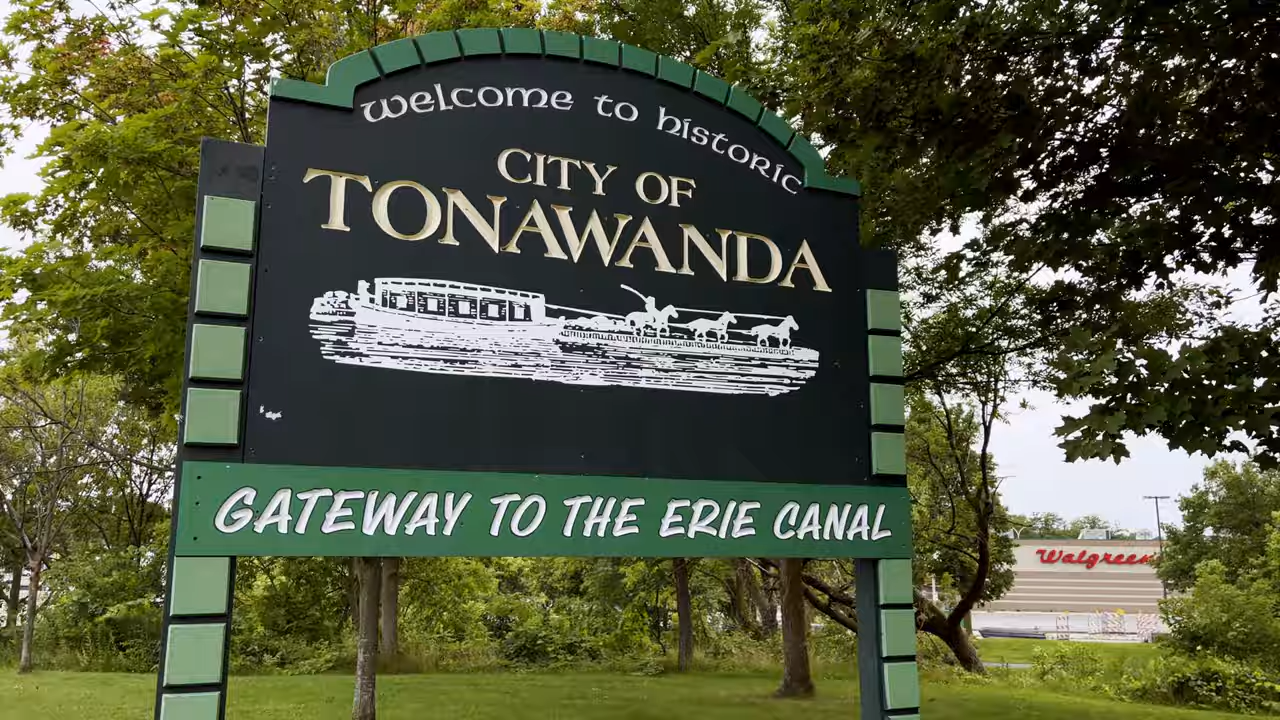 welcome to historic
CITY OF
TONAWANDA
GATEWAY TO THE ERIE CANAL
Walgreens